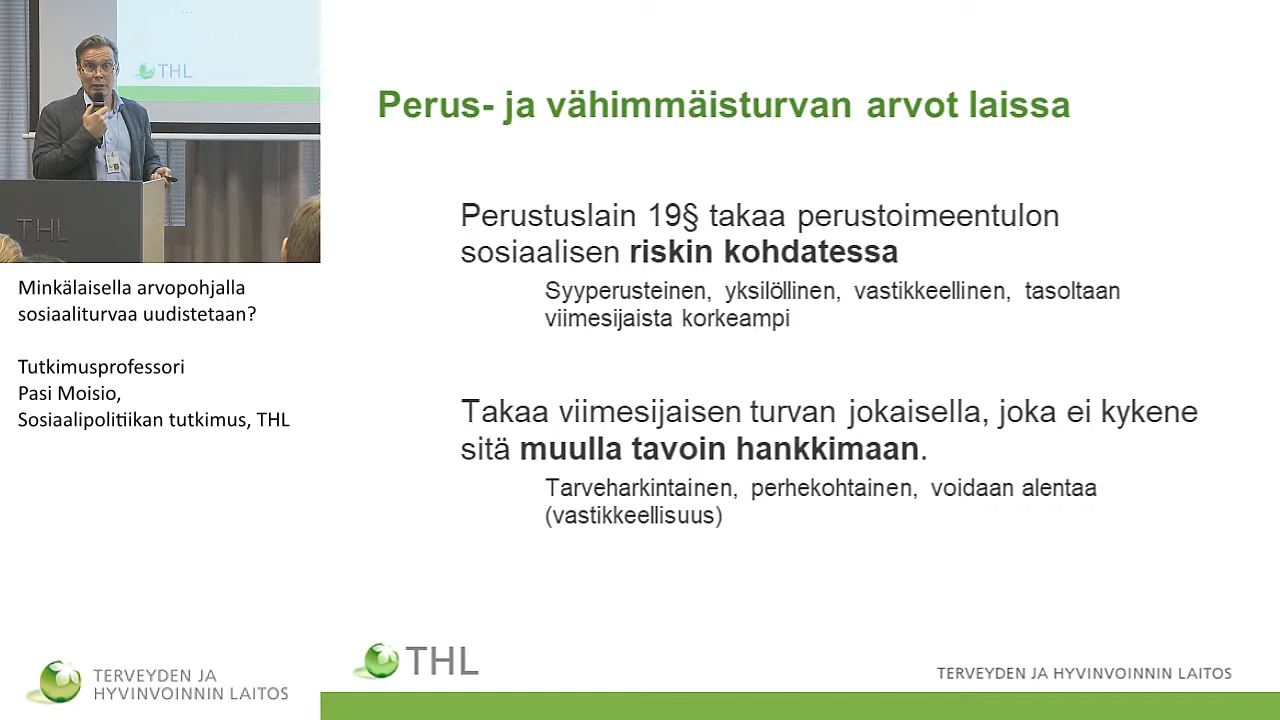 THL
THL
Minkälaisella arvopohjalla
sosiaaliturvaa uudistetaan?
Tutkimusprofessori
Pasi Moisio,
Sosiaalipolitiikan tutkimus, THL
TERVEYDEN JA
HYVINVOINNIN LAITOS
Perus- ja vähimmäisturvan arvot laissa
Perustuslain 19§ takaa perustoimeentulon
sosiaalisen riskin kohdatessa
Syyperusteinen, yksilöllinen, vastikkeellinen, tasoltaan
viimesijaista korkeampi
Takaa viimesijaisen turvan jokaisella, joka ei kykene
sitä muulla tavoin hankkimaan.
Tarveharkintainen, perhekohtainen, voidaan alentaa
(vastikkeellisuus)
THL
TERVEYDEN JA HYVINVOINNIN LAITOS